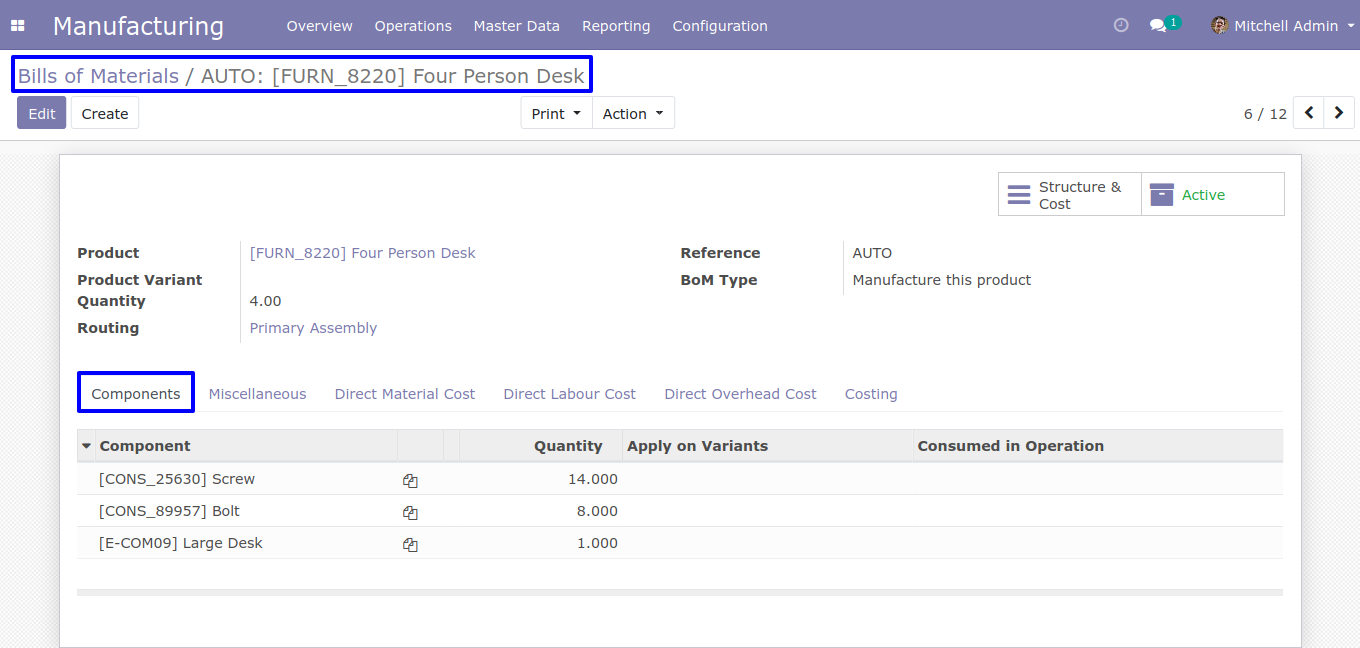 Manufacturing Overview Operations Master Data Reporting Configuration 1 Mitchell Admin
Bills of Materials / AUTO: [FURN_8220] Four Person Desk
Edit Create Print Action 6 / 12
Structure & Cost
Active
Product [FURN_8220] Four Person Desk Reference AUTO
Product Variant BoM Type Manufacture this product
Quantity 4.00
Routing Primary Assembly
Components Miscellaneous Direct Material Cost Direct Labour Cost Direct Overhead Cost Costing
Component Quantity Apply on Variants Consumed in Operation
[CONS_25630] Screw 14.000
[CONS_89957] Bolt 8.000
[E-COM09] Large Desk 1.000